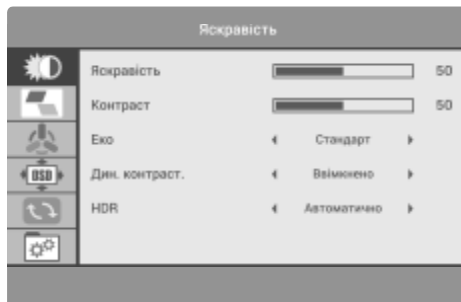 Яскравість
Яскравість 50
Контраст 50
Еко Стандарт
Дин. контраст. Ввімкнено
HDR Автоматично
OSD